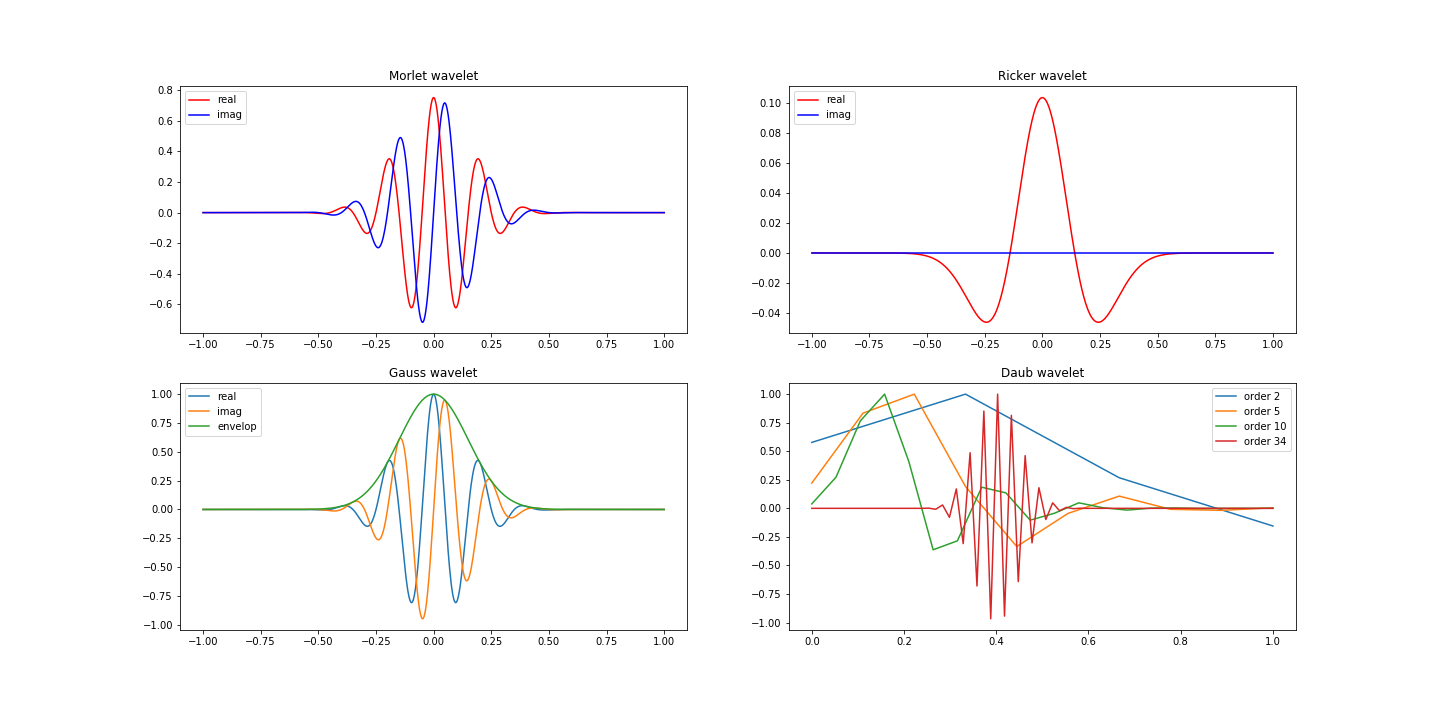 Morlet wavelet
real
imag
0.8
0.6
0.4
0.2
0.0
−0.2
−0.4
−0.6
−1.00 −0.75 −0.50 −0.25 0.00 0.25 0.50 0.75 1.00
Ricker wavelet
real
imag
0.10
0.08
0.06
0.04
0.02
0.00
−0.02
−0.04
−1.00 −0.75 −0.50 −0.25 0.00 0.25 0.50 0.75 1.00
Gauss wavelet
real
imag
envelop
1.00
0.75
0.50
0.25
0.00
−0.25
−0.50
−0.75
−1.00
−1.00 −0.75 −0.50 −0.25 0.00 0.25 0.50 0.75 1.00
Daub wavelet
order 2
order 5
order 10
order 34
1.00
0.75
0.50
0.25
0.00
−0.25
−0.50
−0.75
−1.00
0.0 0.2 0.4 0.6 0.8 1.0